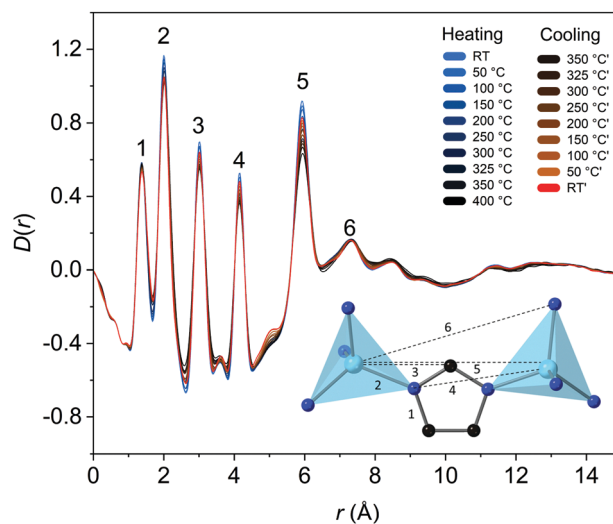 Heating Cooling
RT 350 °C'
50 °C 325 °C'
100 °C 300 °C'
150 °C 250 °C'
200 °C 200 °C'
250 °C 150 °C'
300 °C 100 °C'
325 °C 50 °C'
350 °C RT'
400 °C
1 2 3 4 5 6
D(r)
1.2
0.8
0.4
0.0
-0.4
-0.8
6
3 5
2 4
1
0 2 4 6 8 10 12 14
r (Å)